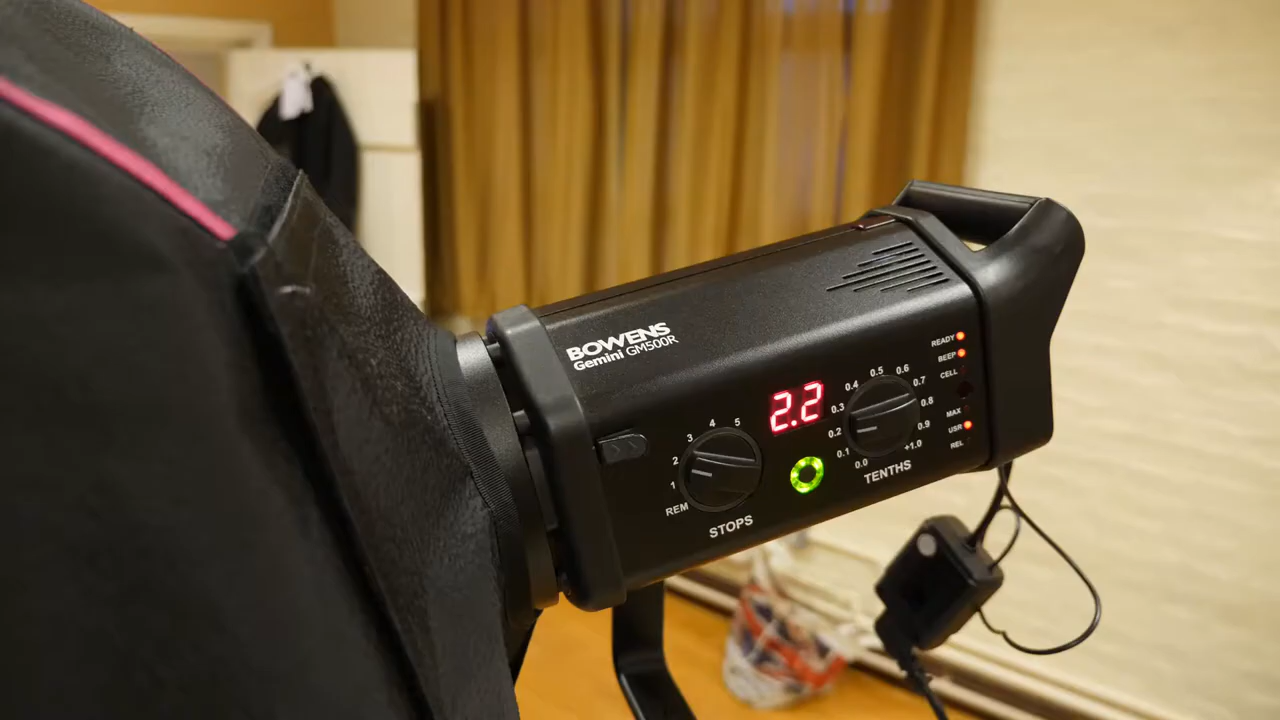 BOWENS
Gemini GM500R
2.2
REM
1
2
3
4
5
STOPS
0.0
0.1
0.2
0.3
0.4
0.5
0.6
0.7
0.8
0.9
+1.0
TENTHS
READY
BEEP
CELL
MAX
USR
REL